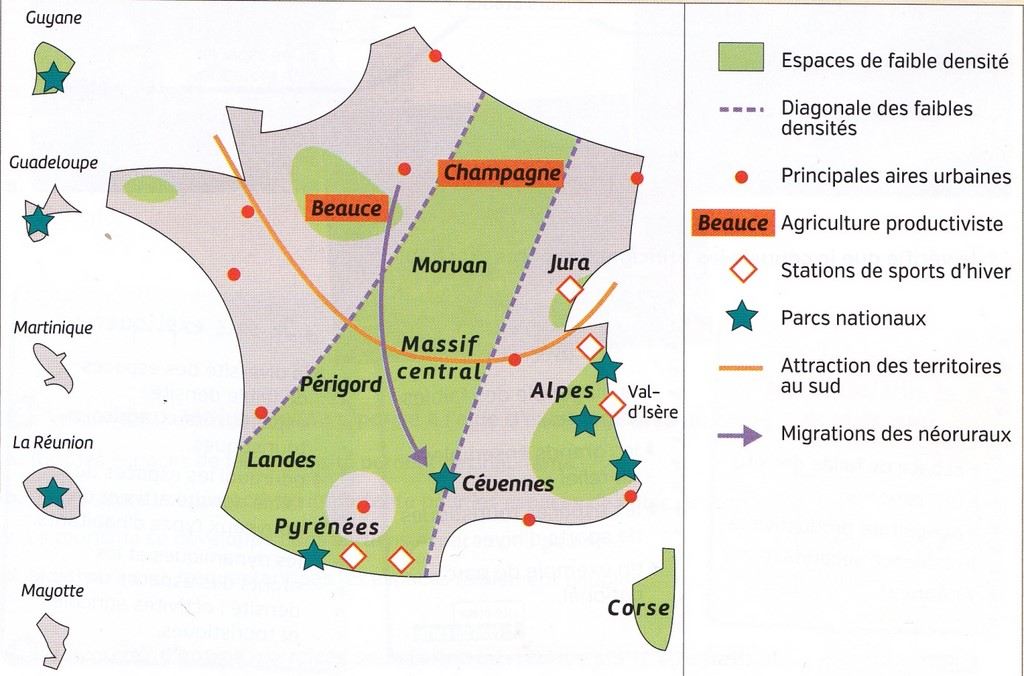 Guyane
Guadeloupe
Martinique
La Réunion
Mayotte
Champagne
Beauce
Morvan
Jura
Massif
central
Périgord
Alpes
Val-
d'Isère
Landes
Cévennes
Pyrénées
Corse
Espaces de faible densité
Diagonale des faibles
densités
Principales aires urbaines
Beauce Agriculture productiviste
Stations de sports d'hiver
Parcs nationaux
Attraction des territoires
au sud
Migrations des néoruraux